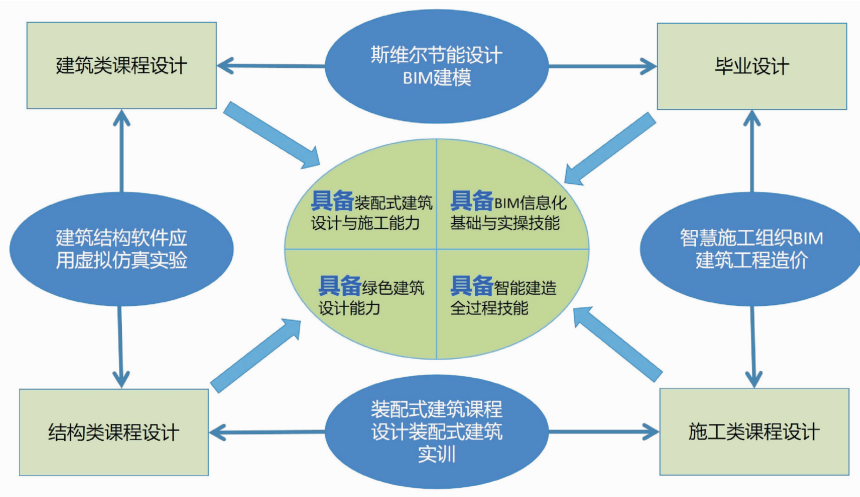 建筑类课程设计
斯维尔节能设计
BIM建模
毕业设计
具备装配式建筑
设计与施工能力
具备BIM信息化
基础与实操技能
建筑结构软件应
用虚拟仿真实验
智慧施工组织BIM
建筑工程造价
具备绿色建筑
设计能力
具备智能建造
全过程技能
结构类课程设计
装配式建筑课程
设计装配式建筑
实训
施工类课程设计